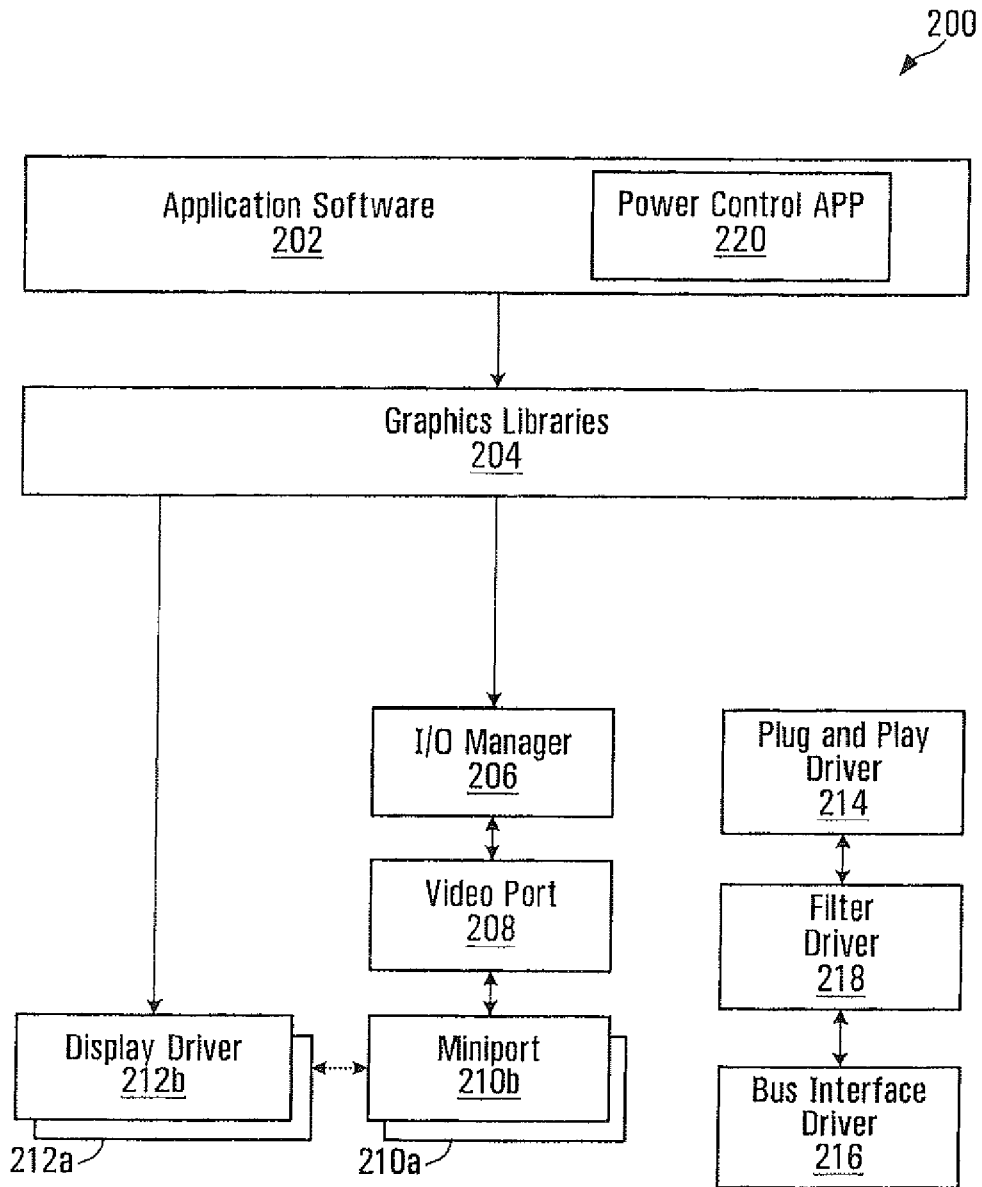 200
Application Software
202
Power Control APP
220
Graphics Libraries
204
I/O Manager
206
Plug and Play
Driver
214
Video Port
208
Filter
Driver
218
Display Driver
212b
Miniport
210b
Bus Interface
Driver
216
212a
210a